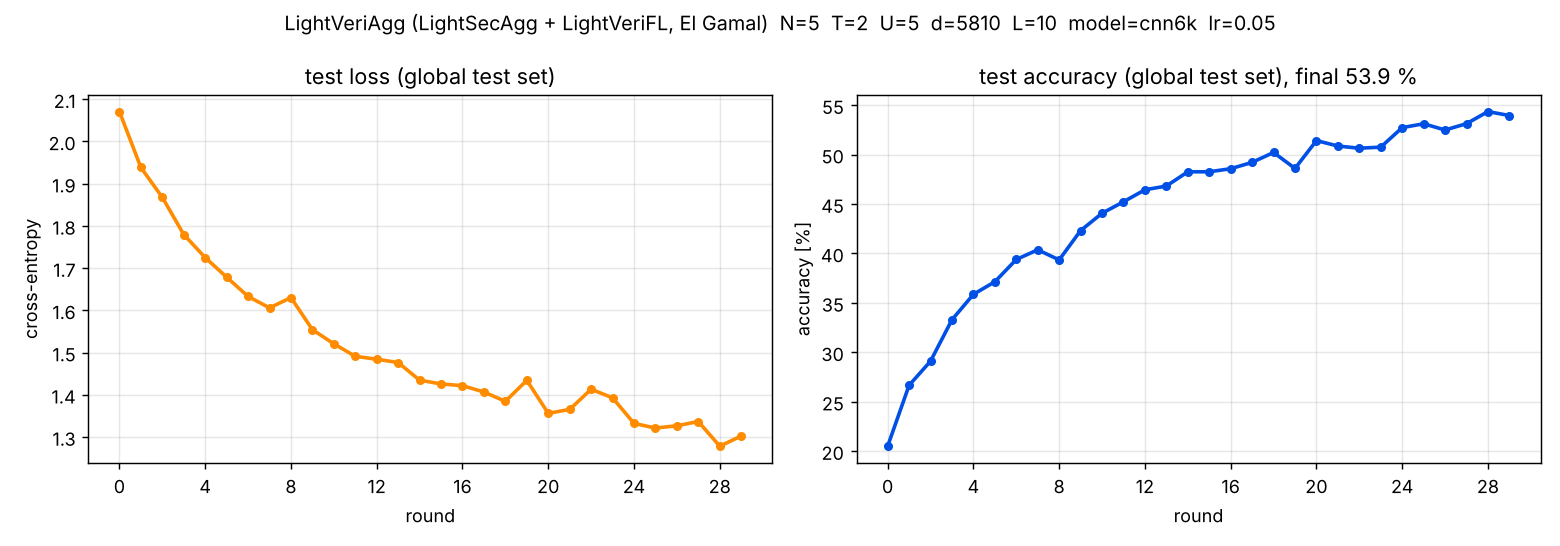 LightVeriAgg (LightSecAgg + LightVeriFL, El Gamal)  N=5  T=2  U=5  d=5810  L=10  model=cnn6k  lr=0.05
test loss (global test set)
2.1
2.0
1.9
1.8
1.7
1.6
1.5
1.4
1.3
cross-entropy
0 4 8 12 16 20 24 28
round
test accuracy (global test set), final 53.9 %
55
50
45
40
35
30
25
20
accuracy [%]
0 4 8 12 16 20 24 28
round